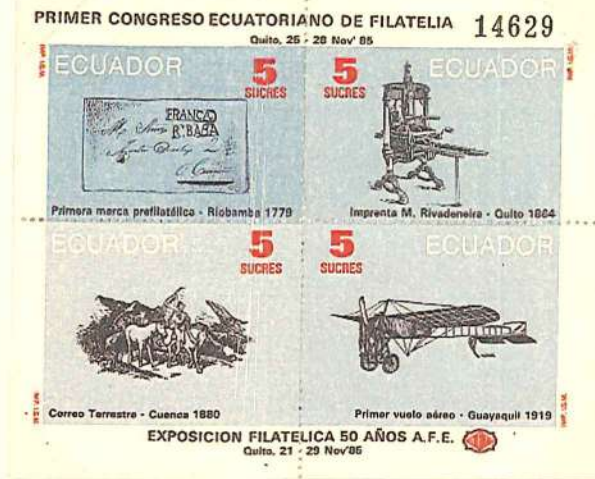 PRIMER CONGRESO ECUATORIANO DE FILATELIA 14629
Quito, 25 - 28 Nov' 85
ECUADOR 5 SUCRES
FRANCO
RˢBABA
Primera marca prefilatélica - Riobamba 1779
5 SUCRES ECUADOR
Imprenta M. Rivadeneira - Quito 1864
ECUADOR 5 SUCRES
Correo Terrestre - Cuenca 1880
5 SUCRES ECUADOR
Primer vuelo aéreo - Guayaquil 1919
EXPOSICION FILATELICA 50 AÑOS A.F.E.
Quito, 21 - 29 Nov'85